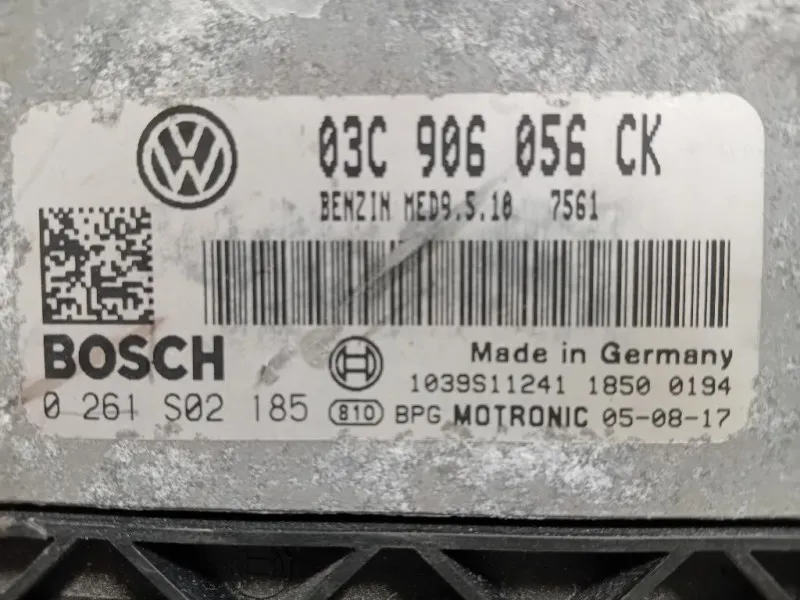 03C 906 056 CK
BENZIN MED9.5.10 7561
BOSCH
Made in Germany
1039S11241 1850 0194
0 261 S02 185 810 BPG MOTRONIC 05-08-17